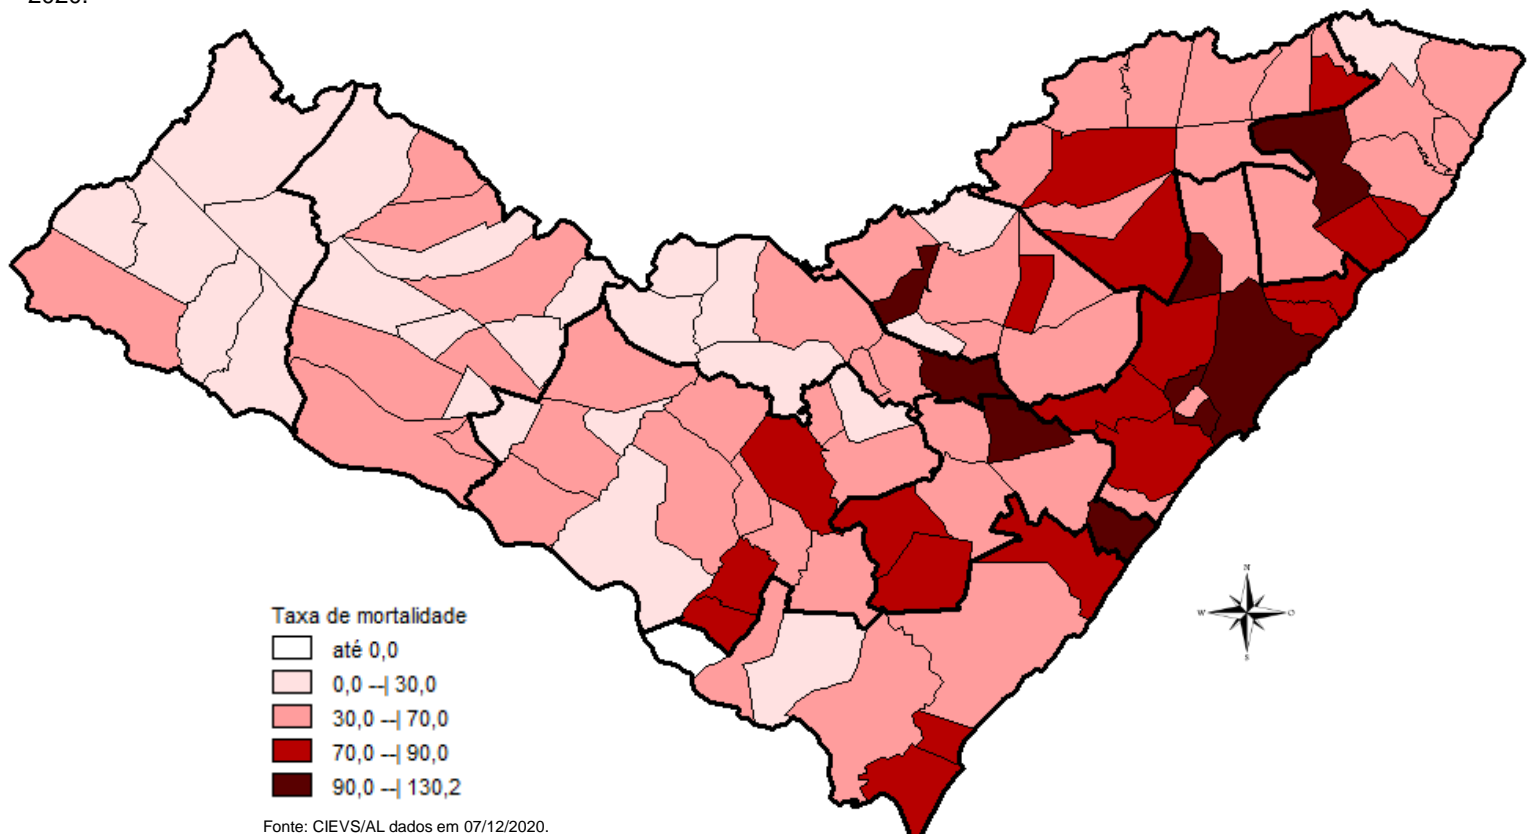 2020.
Taxa de mortalidade
até 0,0
0,0 --| 30,0
30,0 --| 70,0
70,0 --| 90,0
90,0 --| 130,2
Fonte: CIEVS/AL dados em 07/12/2020.
N
W
O
S